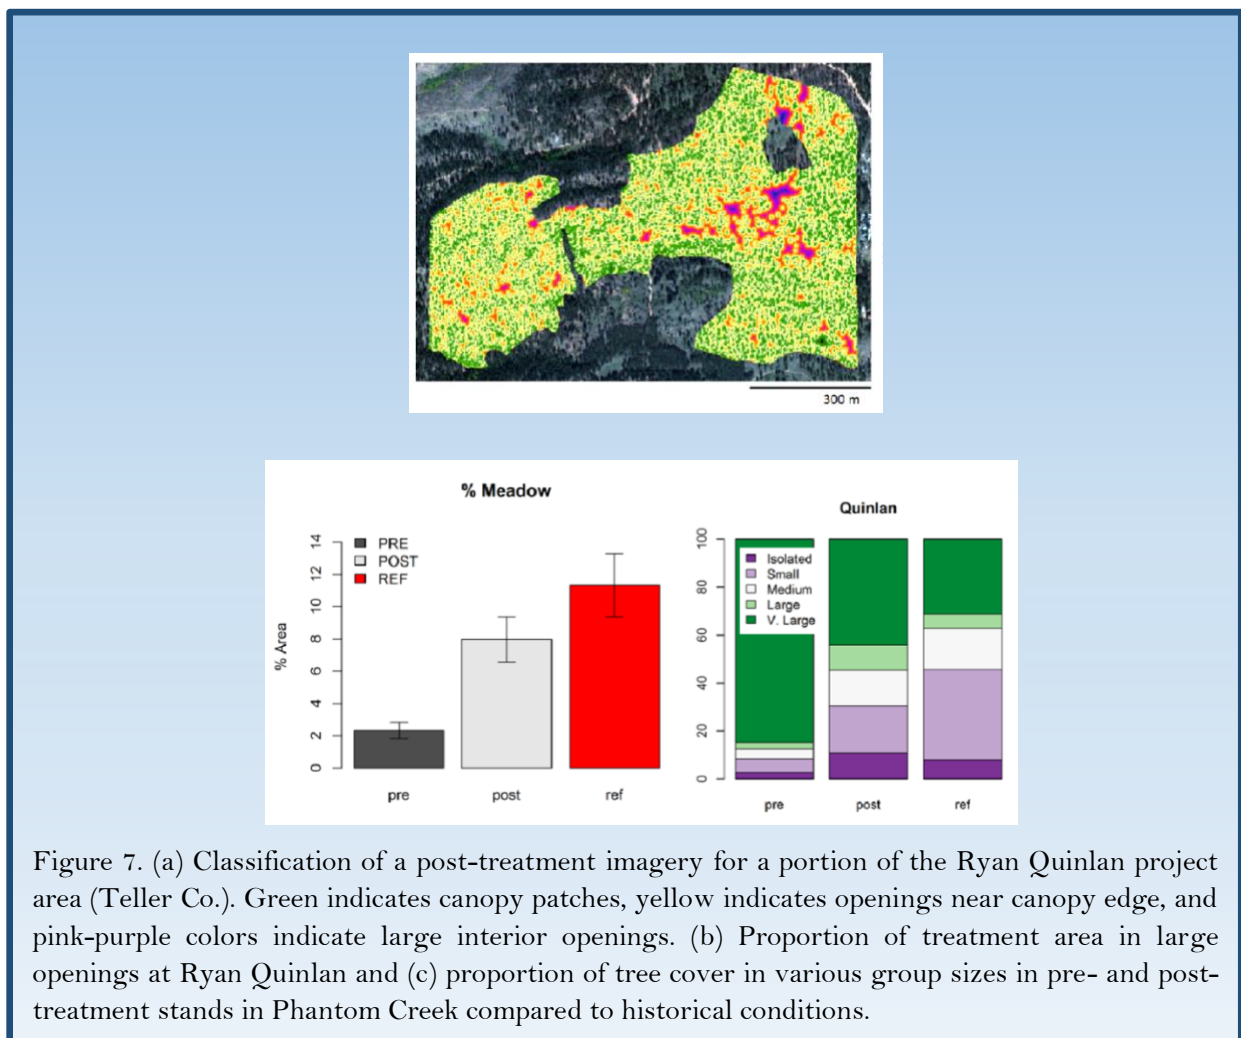 300 m
% Meadow
PRE
POST
REF
14
12
10
8
6
4
2
0
% Area
pre post ref
Quinlan
Isolated
Small
Medium
Large
V. Large
100
80
60
40
20
0
pre post ref
Figure 7. (a) Classification of a post-treatment imagery for a portion of the Ryan Quinlan project
area (Teller Co.). Green indicates canopy patches, yellow indicates openings near canopy edge, and
pink-purple colors indicate large interior openings. (b) Proportion of treatment area in large
openings at Ryan Quinlan and (c) proportion of tree cover in various group sizes in pre- and post-
treatment stands in Phantom Creek compared to historical conditions.